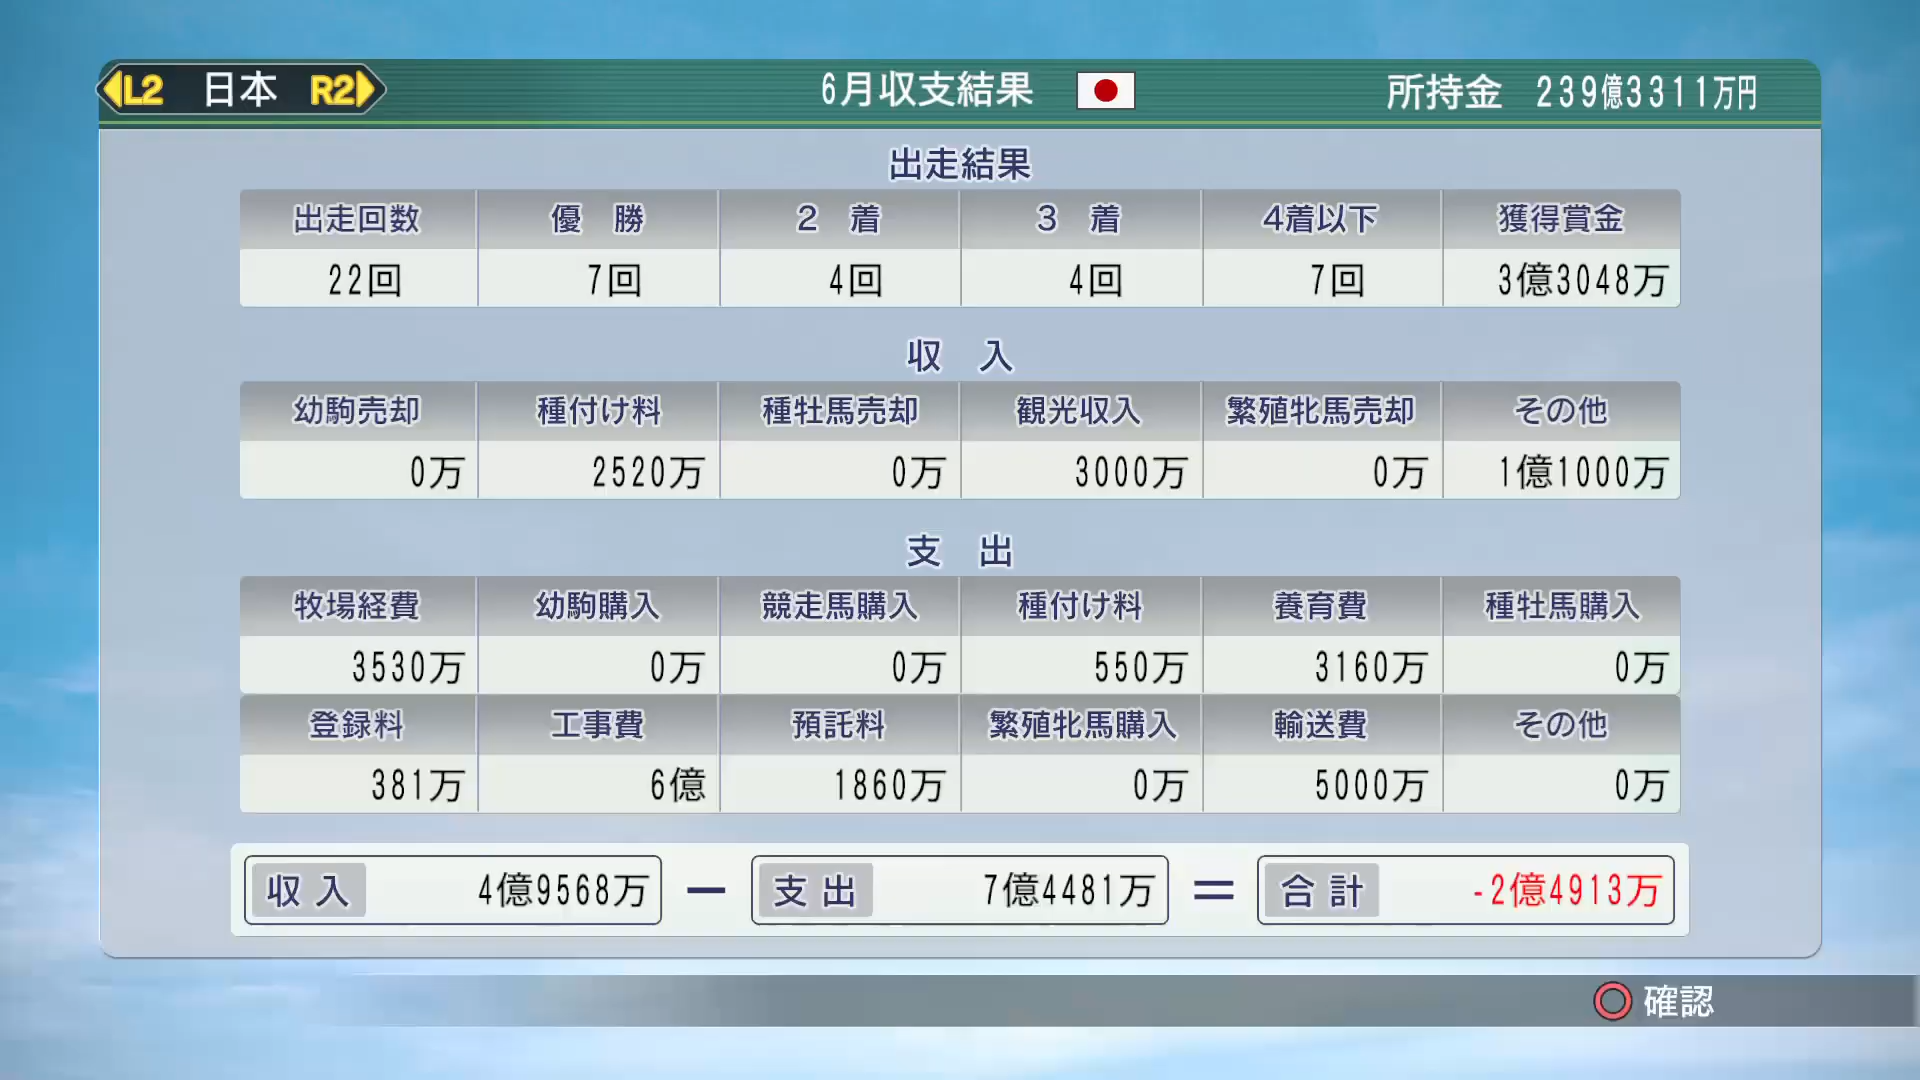 L2 日本 R2 6月収支結果 所持金 239億3311万円
出走結果
出走回数 優勝 2着 3着 4着以下 獲得賞金
22回 7回 4回 4回 7回 3億3048万
収入
幼駒売却 種付け料 種牡馬売却 観光収入 繁殖牝馬売却 その他
0万 2520万 0万 3000万 0万 1億1000万
支出
牧場経費 幼駒購入 競走馬購入 種付け料 養育費 種牡馬購入
3530万 0万 0万 550万 3160万 0万
登録料 工事費 預託料 繁殖牝馬購入 輸送費 その他
381万 6億 1860万 0万 5000万 0万
収入 4億9568万 － 支出 7億4481万 ＝ 合計 -2億4913万
確認